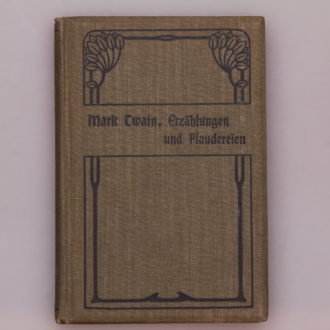 Mark Twain, Erzählungen
und Plaudereien